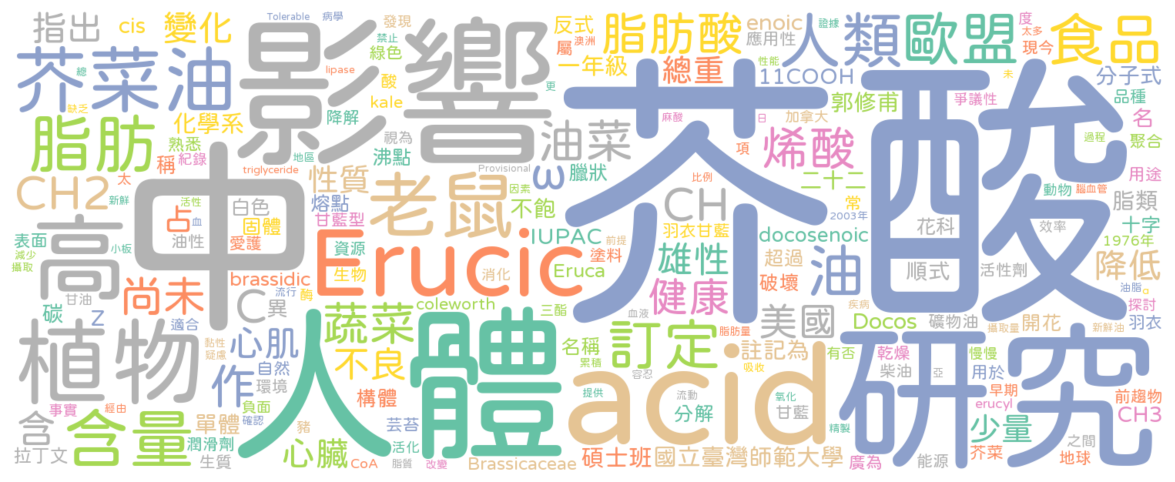 指出
cis
變化
Tolerable
病學
禁止
發現
綠色
影響
反式
屬
澳洲
一年級
脂肪酸
enoic
應用性
證據
人類
歐盟
度
太多
現今
食品
芥菜油
總
lipase
酸
更
kale
降解
總重
性能
11COOH
未
分子式
品種
脂肪
缺乏
化學系
熟悉
紀錄
稱
視為
地區
沸點
triglyceride
油菜
芥酸
麻醱
日
項
加拿大
郭修甫
爭議性
名
過程
聚合
烯酸
Provisional
CH2
太
新鮮
中
活性
血
白色
固體
油性
愛護
性質
熔點
甘藍型
臘狀
ω
因素
不飽
老鼠
CH
比例
二十二
常
2003年
羽衣甘藍
動物
腦血管
用途
脂類
十字
效率
花科
占
高
表面
減少
小板
攝取
資源
IUPAC
前提
塗料
雄性
docosenoic
超過
順式
活性劑
1976年
降低
油脂
α
甘油
尚未
brassidic
生物
Erucic
消化
Eruca
健康
破壞
油
礦物油
探討
羽衣
碳
Z
適合
C
異
流行
酶
蔬菜
coleworth
三酯
血液
脂肪量
美國
疾病
Docos
攝取量
開花
新鮮油
植物
心肌
黏性
疑慮
自然
環境
作
人體
不良
名稱
累積
訂定
容忍
吸收
註記為
有否
乾燥
柴油
慢慢
用於
早期
前趨物
研究
含
事實
含量
經由
單體
負面
確認
構體
芸苔
提供
acid
流動
分解
氧化
甘藍
亞
erucyl
少量
CH3
拉丁文
潤滑劑
生質
心臟
豬
活化
CoA
脂質
改變
Brassicaceae
碩士班
國立臺灣師範大學
精製
廣為
能源
芥菜
之間
地球